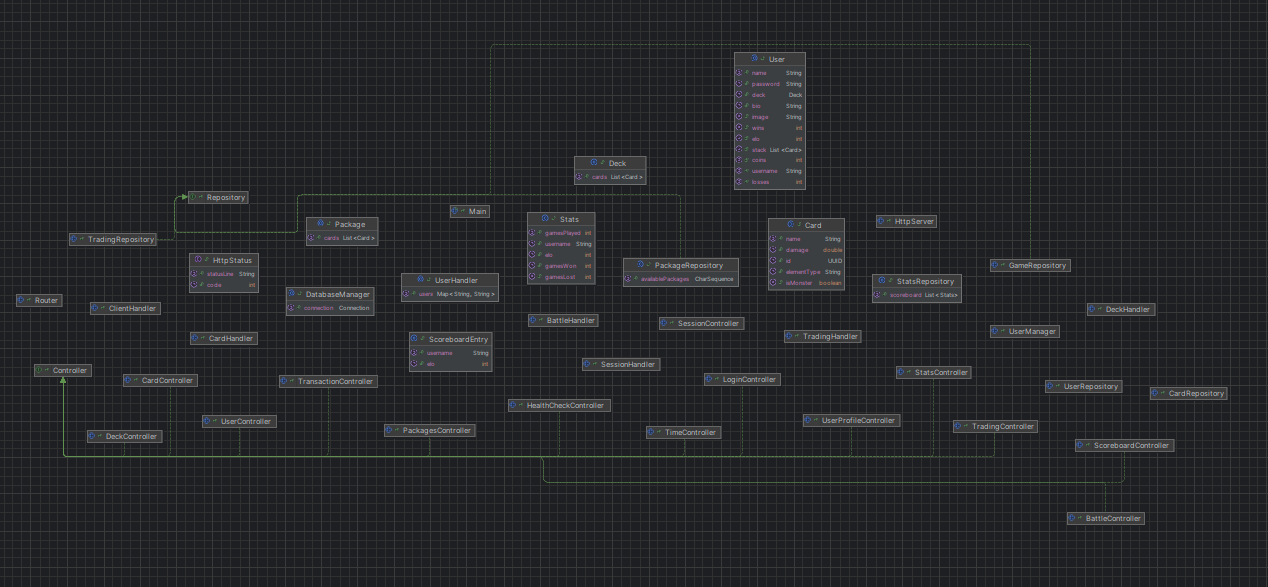 User
name String
password String
deck Deck
bio String
image String
wins int
elo int
stack List <Card>
coins int
username String
losses int
Deck
cards List <Card>
Repository
Main
Package
cards List <Card>
Stats
gamesPlayed int
username String
elo int
gamesWon int
gamesLost int
Card
name String
damage double
id UUID
elementType String
isMonster boolean
HttpServer
TradingRepository
HttpStatus
statusLine String
code int
PackageRepository
availablePackages CharSequence
GameRepository
UserHandler
users Map <String, String>
StatsRepository
scoreboard List <Stats>
DatabaseManager
connection Connection
Router
ClientHandler
DeckHandler
BattleHandler
SessionController
UserManager
CardHandler
ScoreboardEntry
username String
elo int
TradingHandler
SessionHandler
Controller
CardController
TransactionController
LoginController
StatsController
UserRepository
CardRepository
HealthCheckController
UserController
UserProfileController
DeckController
PackagesController
TimeController
TradingController
ScoreboardController
BattleController